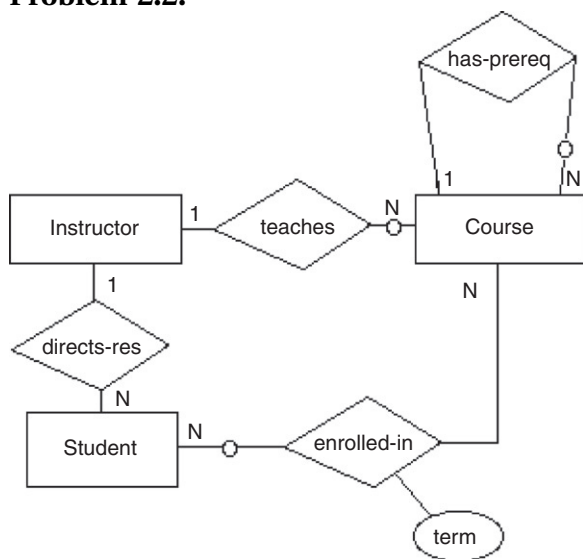 Problem 2.2:
has-prereq
1
N
Instructor
1
teaches
N
Course
1
N
directs-res
N
Student
N
enrolled-in
term